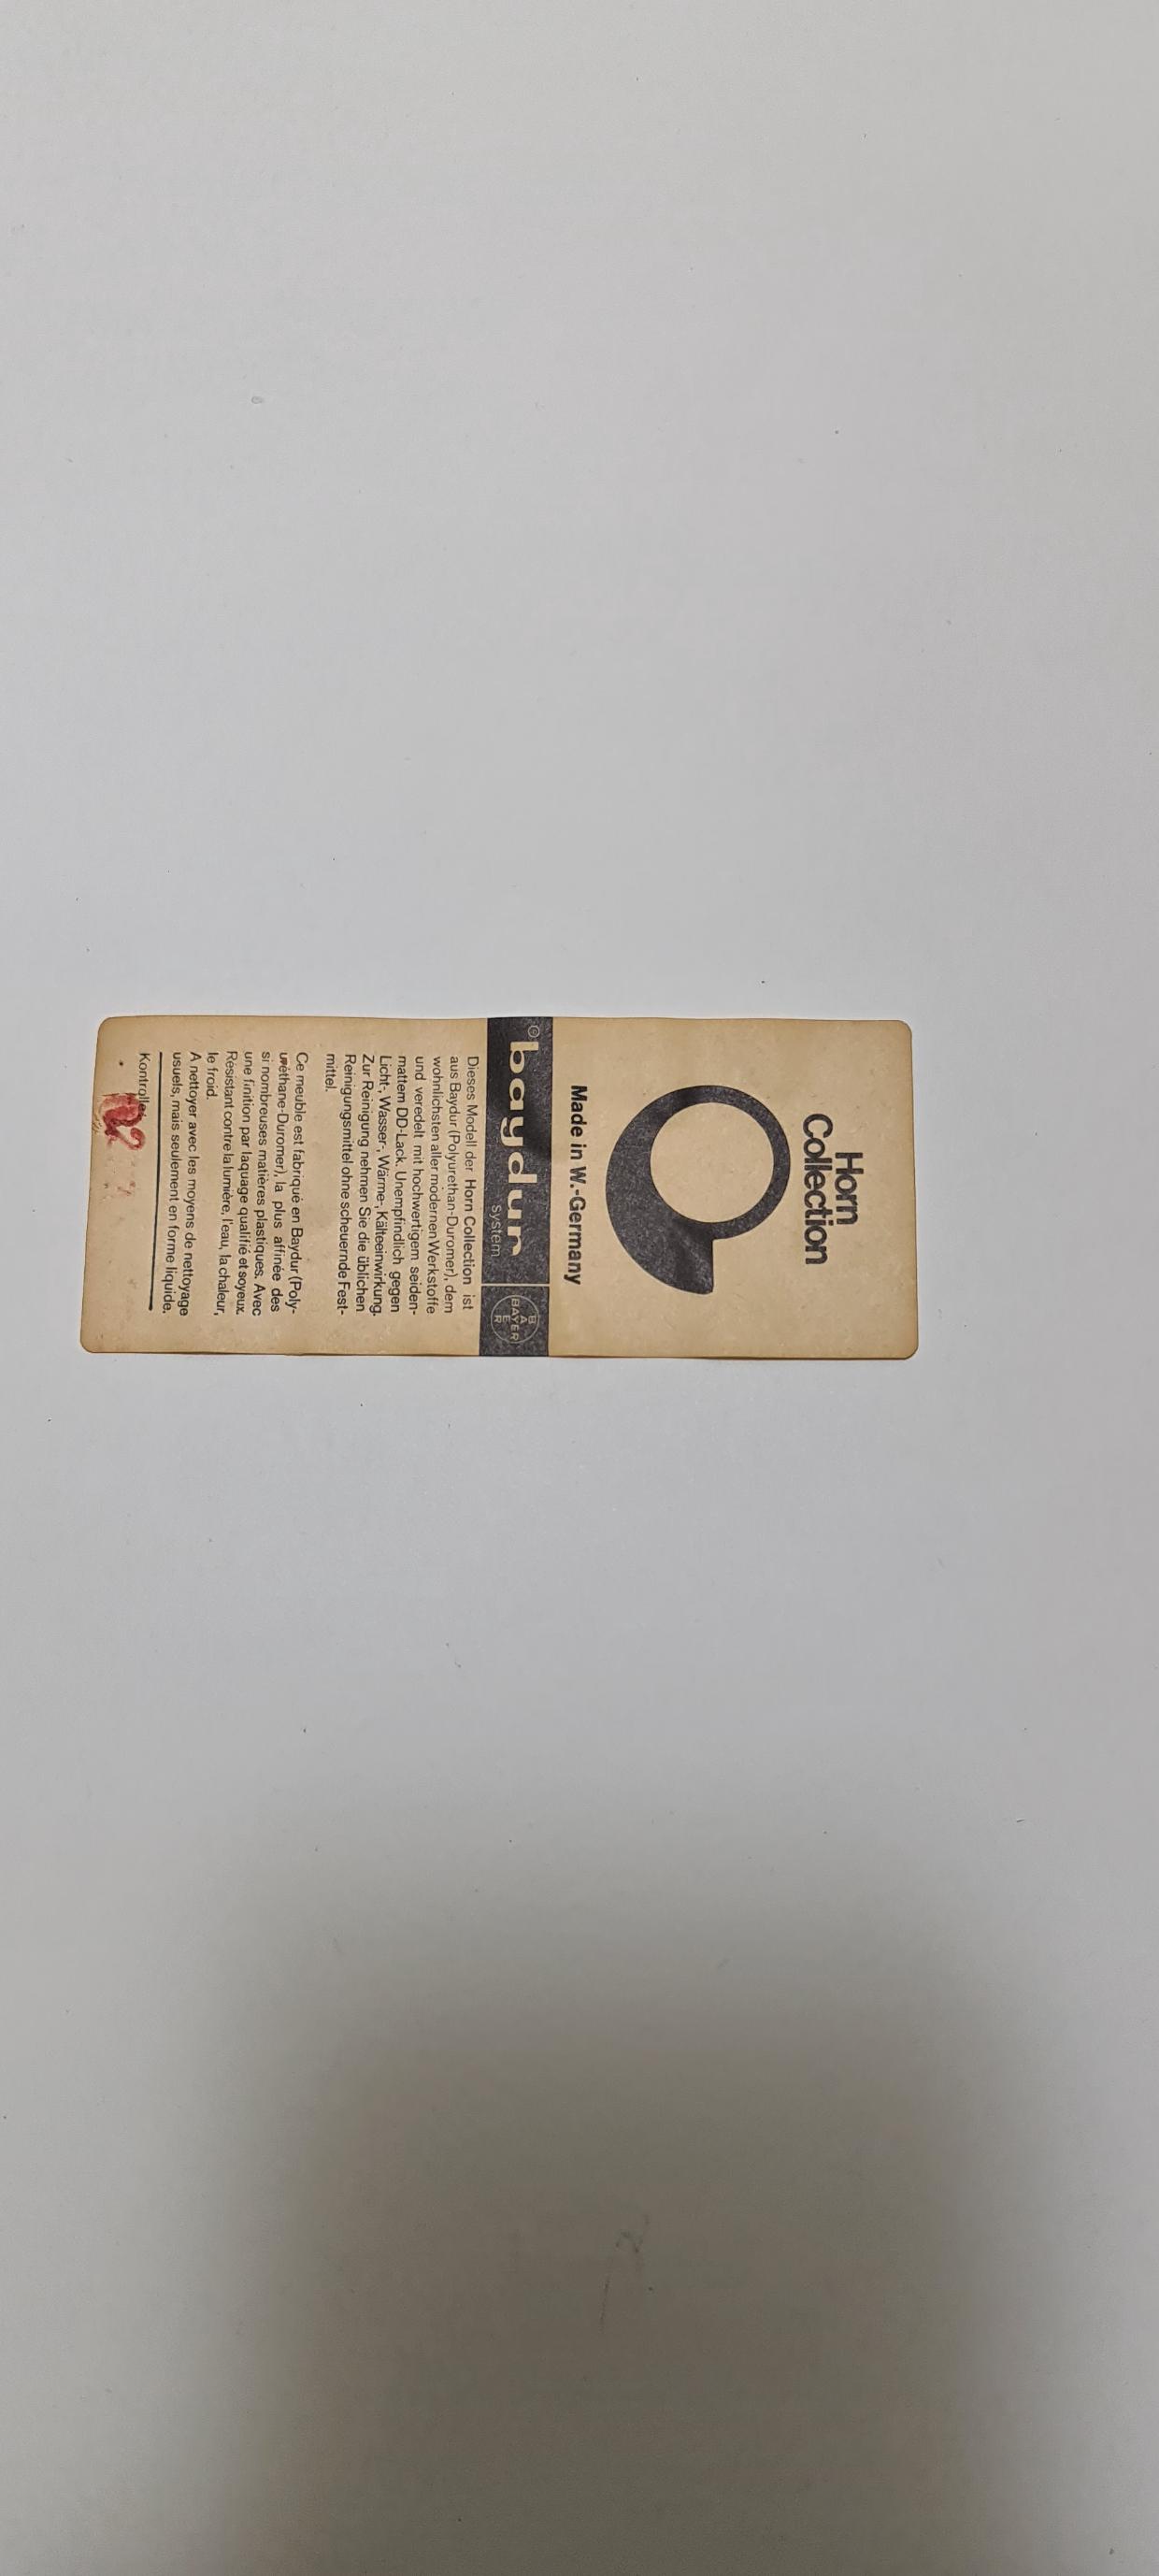 Horn
Collection
Made in W.-Germany
© baydur
system
BAYER
BAYER
Dieses Modell der Horn Collection ist
aus Baydur (Polyurethan-Duromer), dem
wohnlichsten aller modernen Werkstoffe
und veredelt mit hochwertigem seiden-
mattem DD-Lack. Unempfindlich gegen
Licht-, Wasser-, Wärme-, Kälteeinwirkung.
Zur Reinigung nehmen Sie die üblichen
Reinigungsmittel ohne scheuernde Fest-
mittel.
Ce meuble est fabriqué en Baydur (Poly-
uréthane-Duromer), la plus affinée des
si nombreuses matières plastiques. Avec
une finition par laquage qualifié et soyeux.
Résistant contre la lumière, l'eau, la chaleur,
le froid.
A nettoyer avec les moyens de nettoyage
usuels, mais seulement en forme liquide.